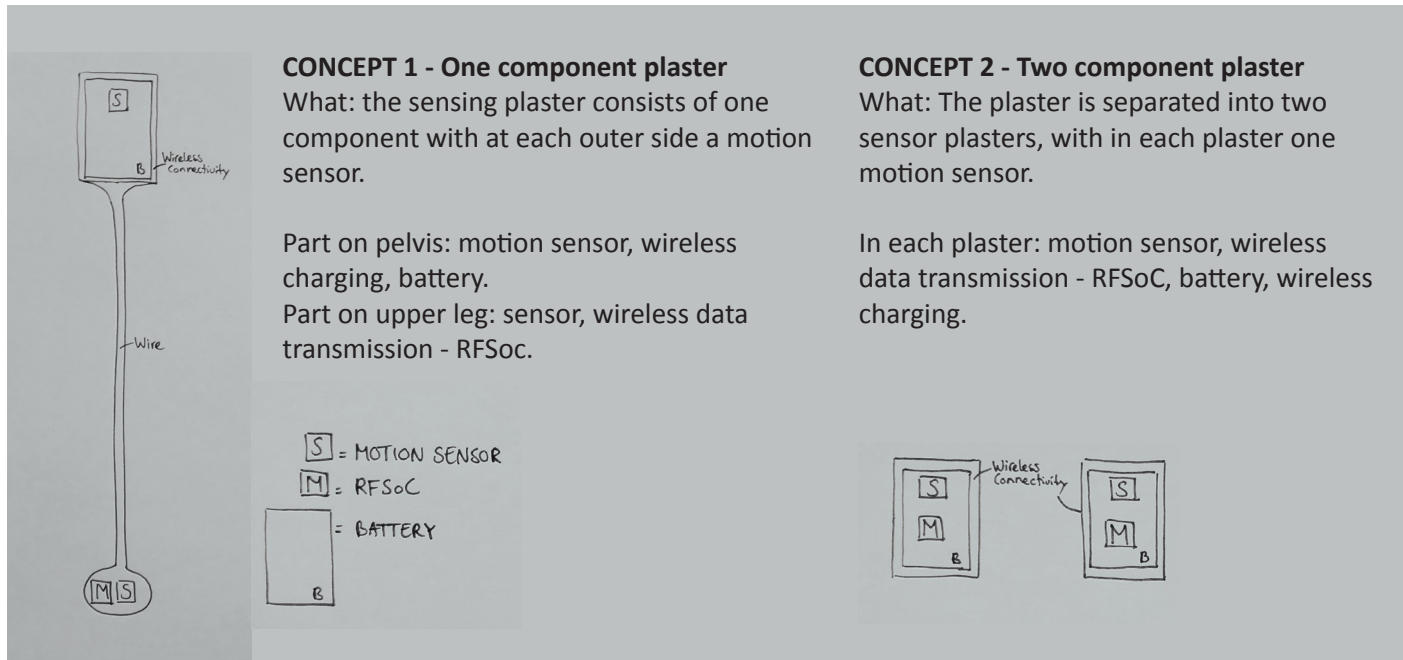 S
B
Wireless
Connectivity
Wire
M S
CONCEPT 1 - One component plaster
What: the sensing plaster consists of one
component with at each outer side a motion
sensor.
Part on pelvis: motion sensor, wireless
charging, battery.
Part on upper leg: sensor, wireless data
transmission - RFSoc.
S = MOTION SENSOR
M = RFSoC
= BATTERY
B
CONCEPT 2 - Two component plaster
What: The plaster is separated into two
sensor plasters, with in each plaster one
motion sensor.
In each plaster: motion sensor, wireless
data transmission - RFSoC, battery, wireless
charging.
Wireless
Connectivity
S
M
B
S
M
B